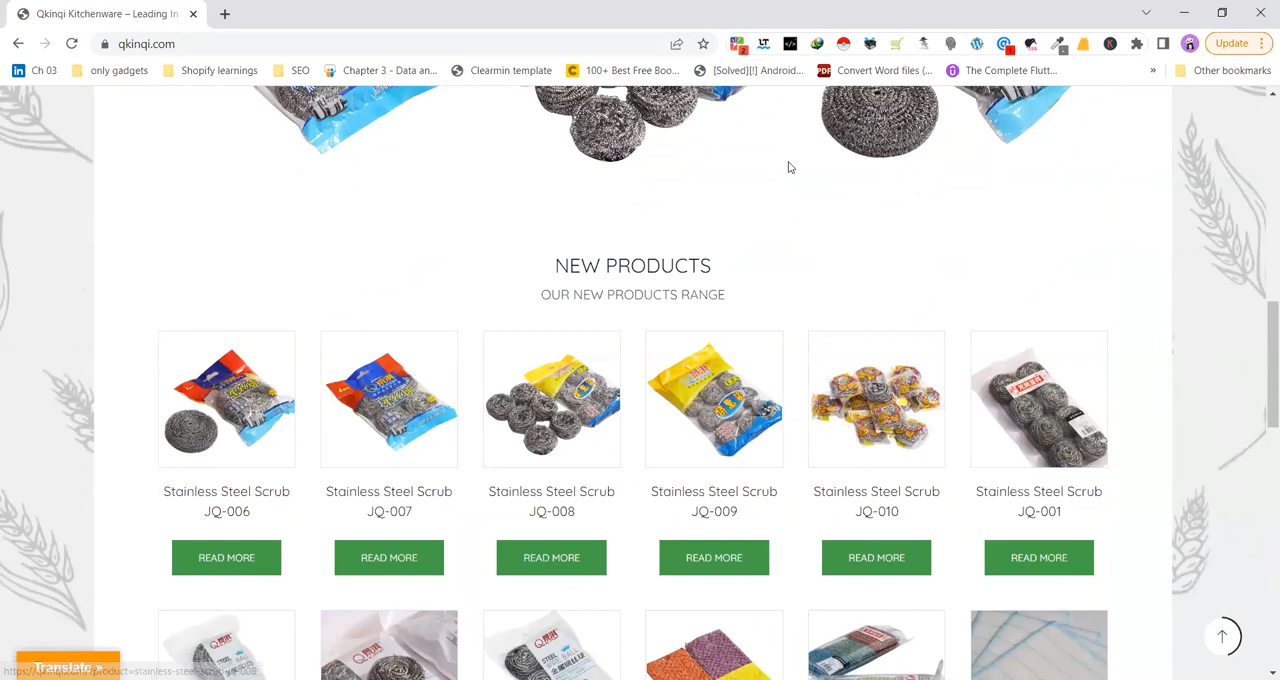 Qkinqi Kitchenware – Leading In
qkinqi.com
Update
Ch 03
only gadgets
Shopify learnings
SEO
Chapter 3 - Data an...
Clearmin template
100+ Best Free Boo...
[Solved][!] Android...
Convert Word files (...
The Complete Flutt...
»
Other bookmarks
NEW PRODUCTS
OUR NEW PRODUCTS RANGE
Stainless Steel Scrub JQ-006
Stainless Steel Scrub JQ-007
Stainless Steel Scrub JQ-008
Stainless Steel Scrub JQ-009
Stainless Steel Scrub JQ-010
Stainless Steel Scrub JQ-001
READ MORE
READ MORE
READ MORE
READ MORE
READ MORE
READ MORE
Translate »